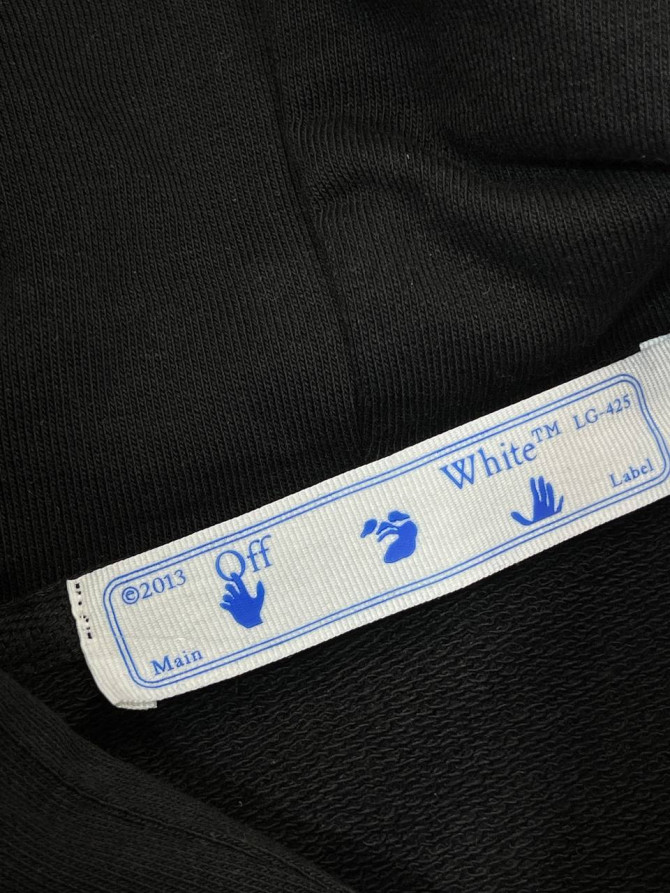 ©2013 Off White™ LG-425
Main Label